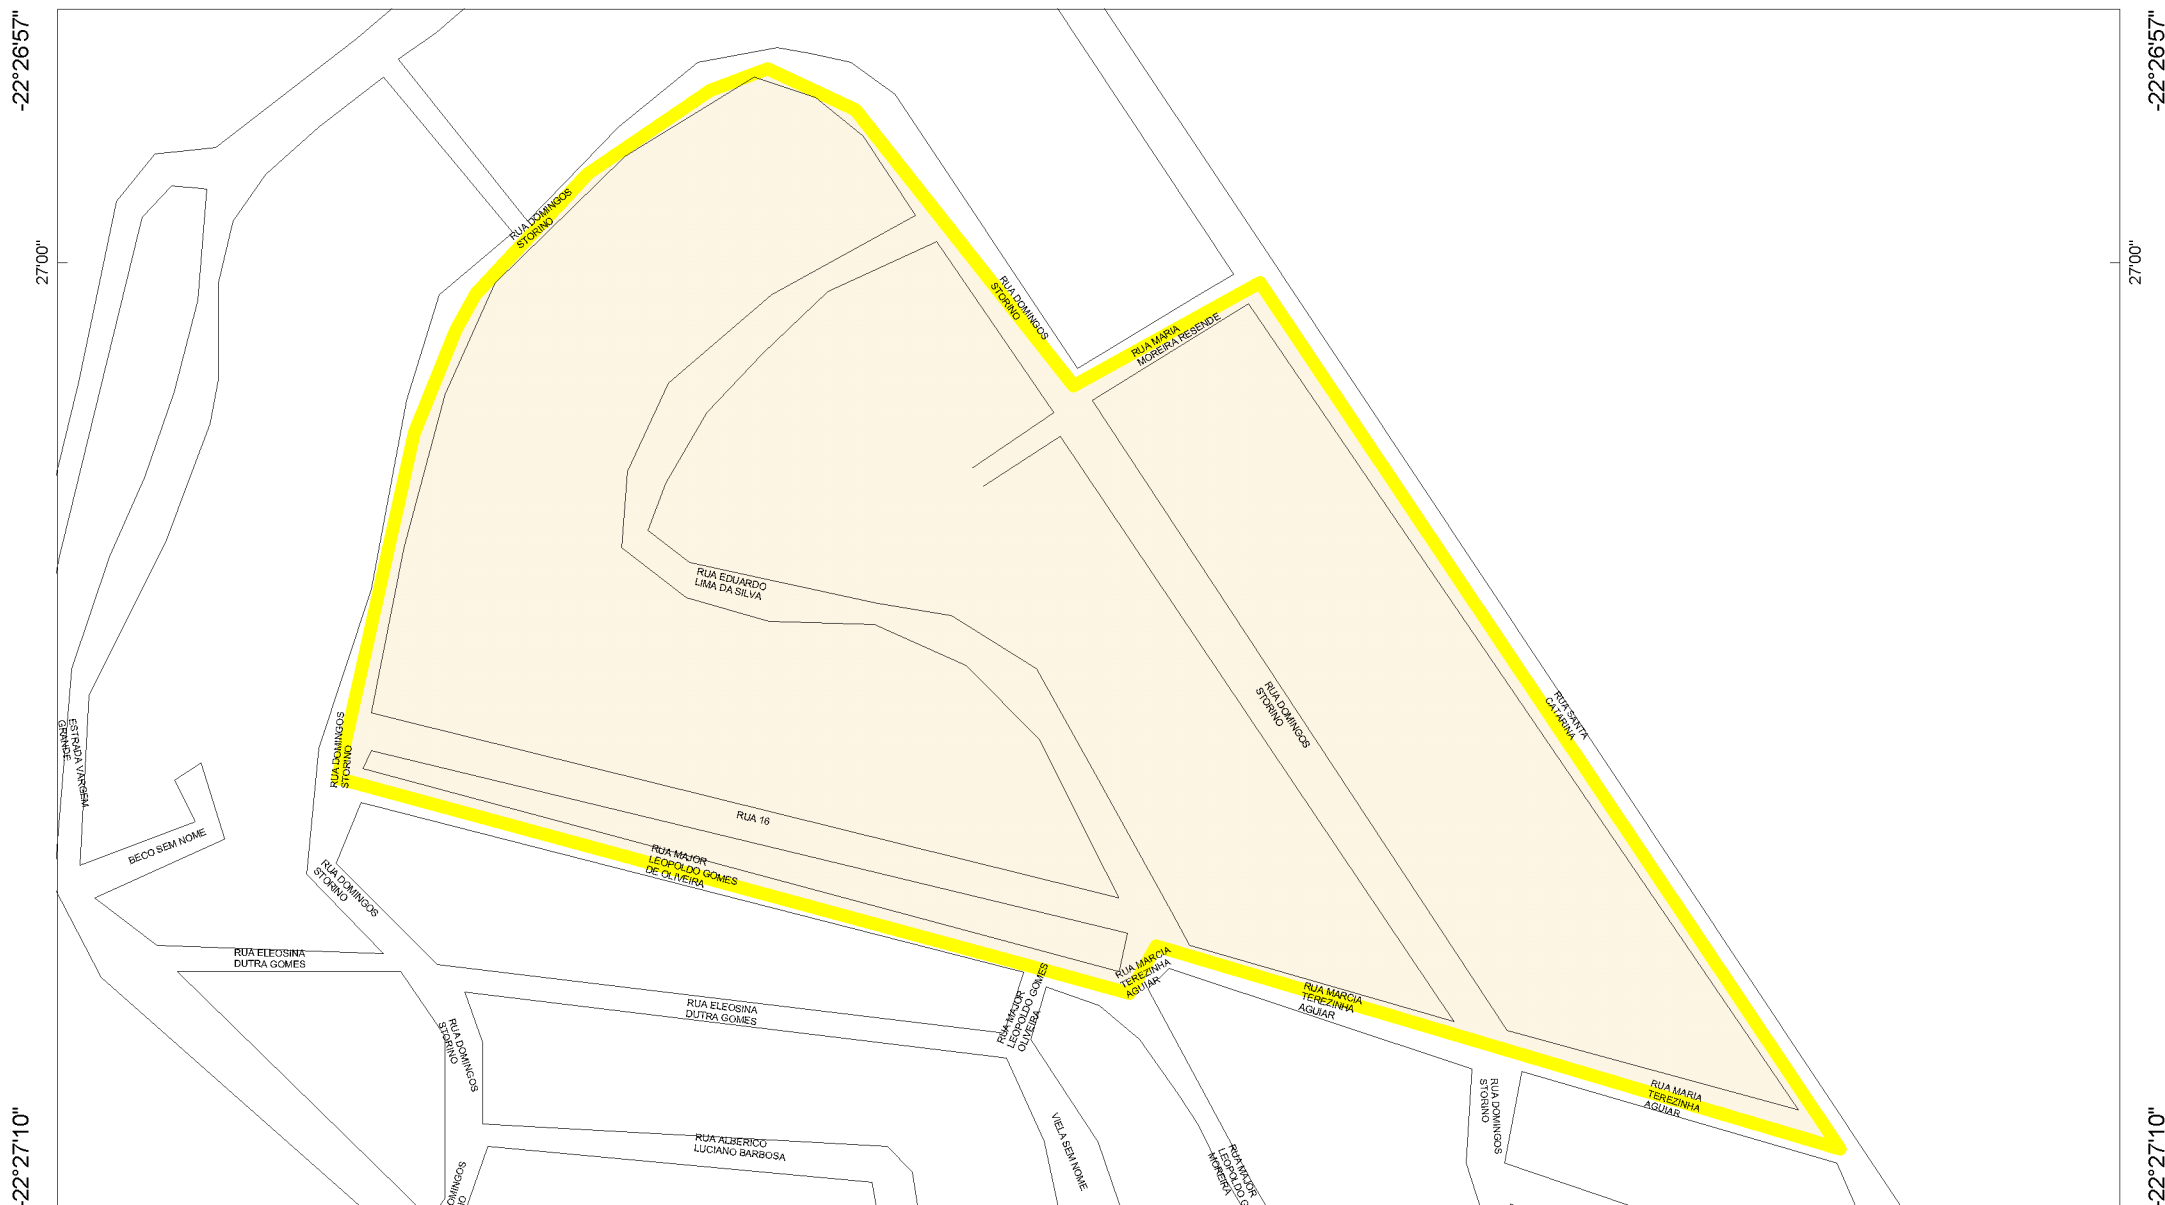 -22°26'57"
-22°26'57"
27'00"
27'00"
RUA DOMINGOS
STORINO
RUA DOMINGOS
STORINO
RUA MARIA
MOREIRA RESENDE
RUA EDUARDO
LIMA DA SILVA
RUA DOMINGOS
STORINO
RUA SANTA
CATARINA
ESTRADA VARGEM
GRANDE
RUA DOMINGOS
STORINO
RUA 16
BECO SEM NOME
RUA MAJOR
LEOPOLDO GOMES
DE OLIVEIRA
RUA DOMINGOS
STORINO
RUA ELEOSINA
DUTRA GOMES
RUA MARCIA
TEREZINHA
AGUIAR
RUA MARCIA
TEREZINHA
AGUIAR
RUA ELEOSINA
DUTRA GOMES
RUA MAJOR
LEOPOLDO GOMES
OLIVEIRA
RUA DOMINGOS
STORINO
RUA MARIA
TEREZINHA
AGUIAR
RUA DOMINGOS
STORINO
RUA ALBERICO
LUCIANO BARBOSA
VIELA SEM NOME
RUA MAJOR
LEOPOLDO G
MOREIRA
OMINGOS
NO
-22°27'10"
-22°27'10"